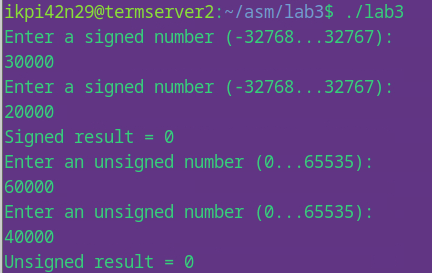 ikpi42n29@termserver2:~/asm/lab3$ ./lab3
Enter a signed number (-32768...32767):
30000
Enter a signed number (-32768...32767):
20000
Signed result = 0
Enter an unsigned number (0...65535):
60000
Enter an unsigned number (0...65535):
40000
Unsigned result = 0